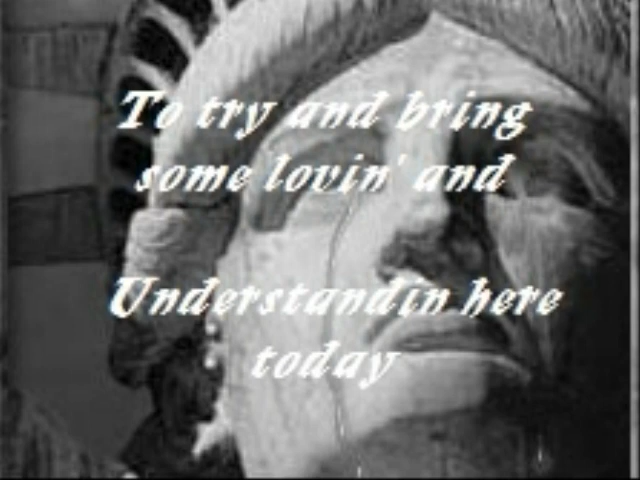 To try and bring
some lovin' and
Understandin here
today